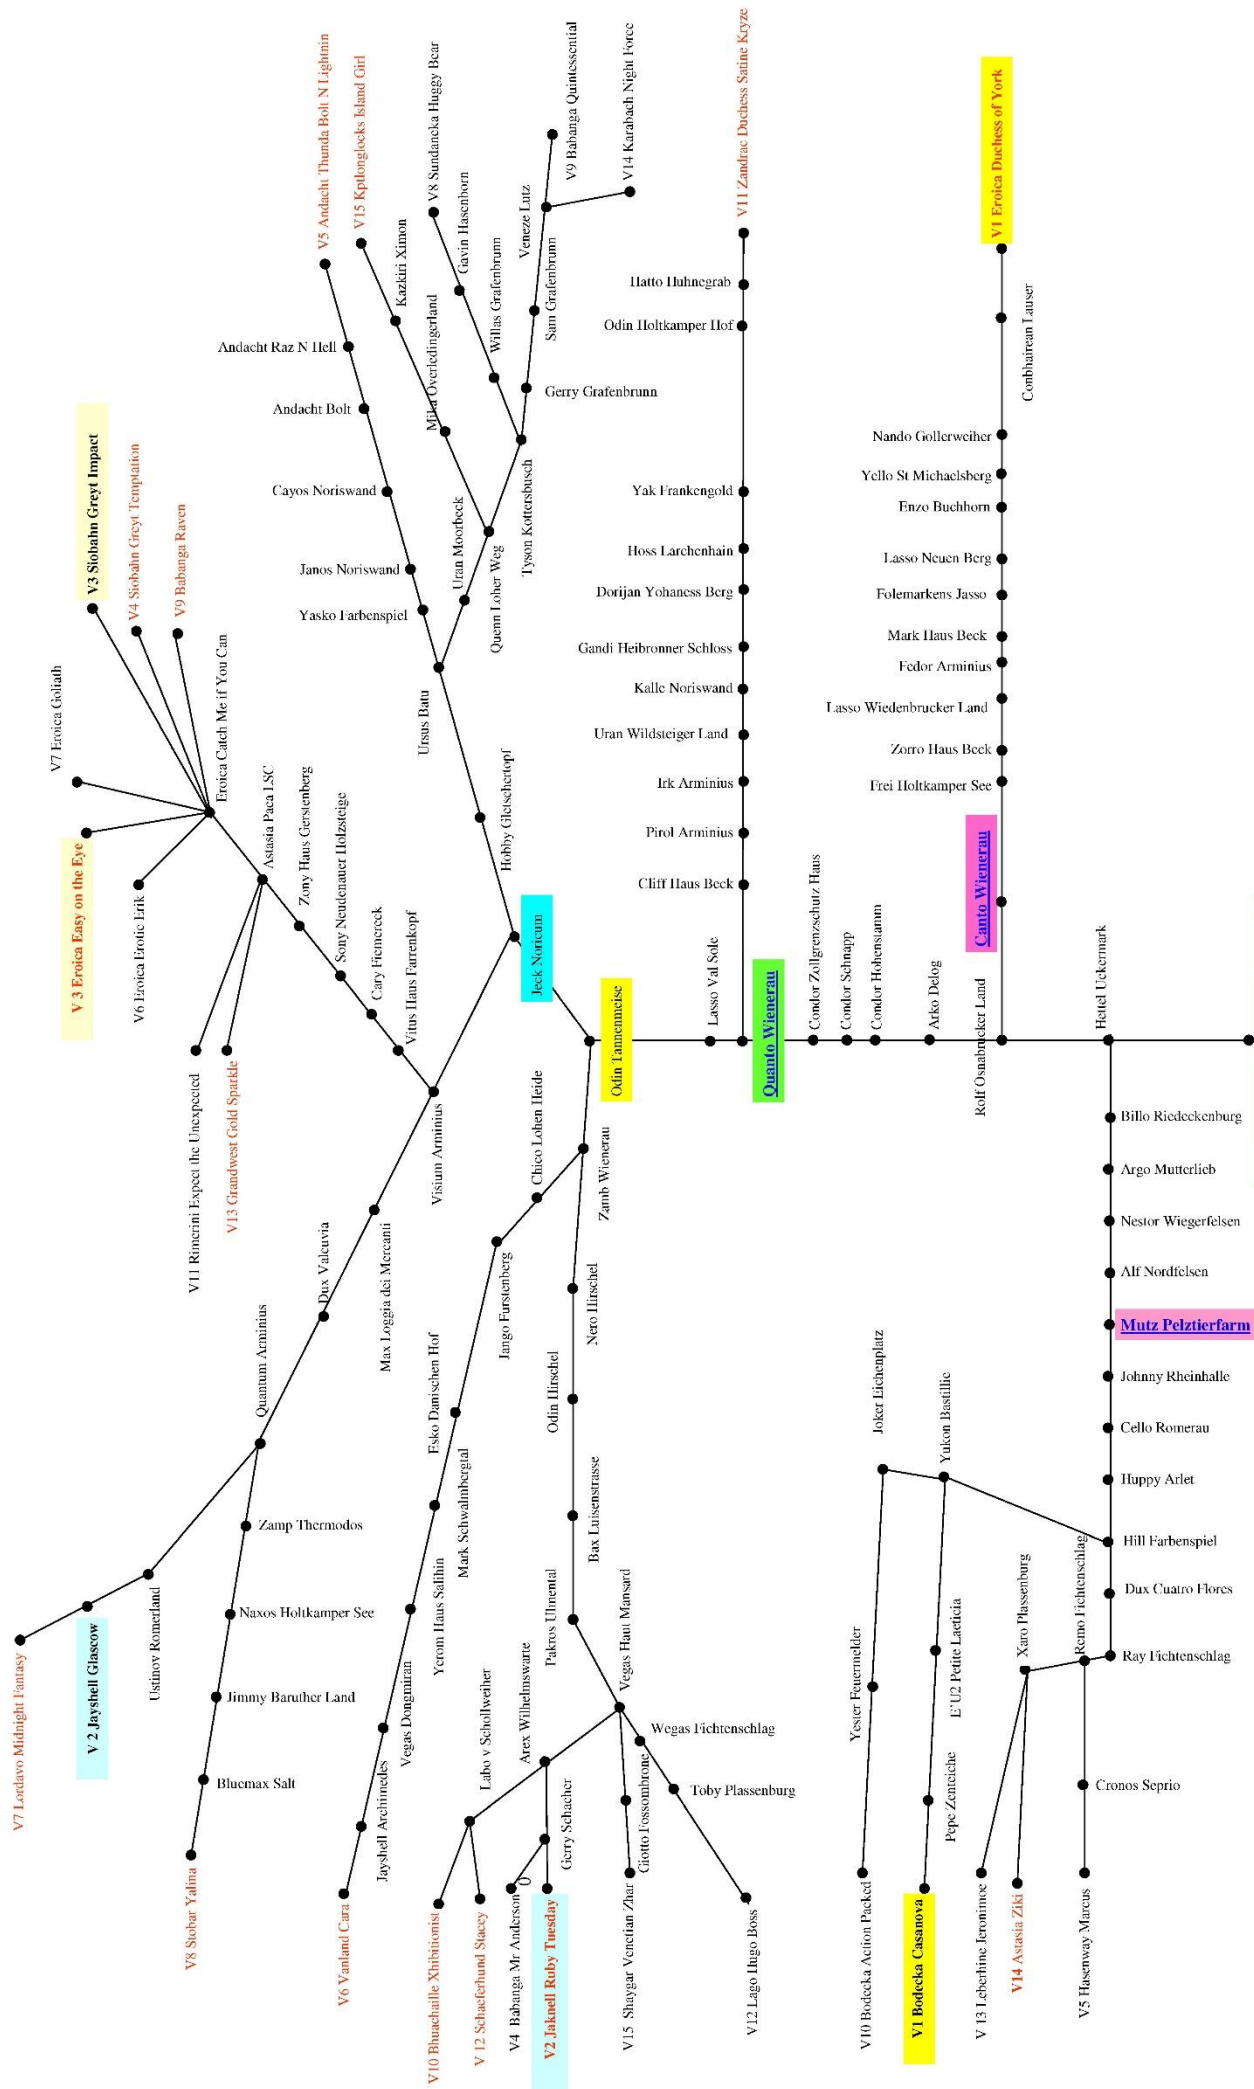 V7 Lordavo Midnight Fantasy
V 2 Jayshell Glascow
Ustinov Romerland
V8 Stobar Yalina
Bluemax Salt
Jimmy Baruther Land
Naxos Holtkamper See
Zamp Thermodos
Quantum Arminius
Dux Valcuvia
Max Loggia dei Mercanti
Visium Arminius
V11 Rimerini Expect the Unexpected
V13 Grandwest Gold Sparkle
V6 Eroica Erotic Erik
V 3 Eroica Easy on the Eye
V7 Eroica Goliath
V3 Siobahn Greyt Impact
V4 Siobahn Greyt Temptation
V9 Babanga Raven
Eroica Catch Me if You Can
Astasia Paca LSC
Zony Haus Gerstenberg
Sony Neudenauer Holzsteige
Cary Fiemereck
Vitus Haus Farrenkopf
V5 Andacht Thunda Bolt N Lightnin
Andacht Raz N Hell
Andacht Bolt
Cayos Noriswand
Janos Noriswand
Yasko Farbenspiel
Ursus Batu
Hobby Gletschertopf
Jeck Noricum
V15 Kptlonglocks Island Girl
Kazkiri Ximon
Mika Overledingerland
Uran Moorbeck
Quenn Loher Weg
V8 Sundancka Huggy Bear
Gavin Hasenborn
Willas Grafenbrunn
Tyson Kottersbusch
V9 Babanga Quintessential
V14 Karabach Night Force
Veneze Lutz
Sam Grafenbrunn
Gerry Grafenbrunn
Odin Tannenmeise
V6 Vanland Cara
Jayshell Archimedes
Vegas Dongmiran
Yerom Haus Salihin
Mark Schwalmbergtal
Esko Danischen Hof
Jango Furstenberg
Chico Lohen Heide
Zamb Wienerau
Nero Hirschel
Odin Hirschel
Bax Luisenstrasse
Pakros Ulmental
Vegas Haut Mansard
Arex Wilhelmswarte
Labo v Schollweiher
V10 Bhuachaille Xhibitionist
V 12 Schaeferhund Stacey
V4 Babanga Mr Anderson
()
Gerry Schacher
V2 Jaknell Ruby Tuesday
V15 Shaygar Venetian Zhar
Giotto Fossombrone
Wegas Fichtenschlag
Toby Plassenburg
V12 Lago Hugo Boss
Lasso Val Sole
Quanto Wienerau
V11 Zandrac Duchess Satine Kryze
Hatto Huhnegrab
Odin Holtkamper Hof
Yak Frankengold
Hoss Larchenhain
Dorijan Yohaness Berg
Gandi Heibronner Schloss
Kalle Noriswand
Uran Wildsteiger Land
Irk Arminius
Pirol Arminius
Cliff Haus Beck
Condor Zollgrenzschutz Haus
Condor Schnapp
Condor Hohenstamm
Arko Delog
Rolf Osnabrucker Land
Canto Wienerau
V1 Eroica Duchess of York
Conbhairean Lauser
Nando Gollerweiher
Yello St Michaelsberg
Enzo Buchhorn
Lasso Neuen Berg
Folemarkens Jasso
Mark Haus Beck
Fedor Arminius
Lasso Wiedenbrucker Land
Zorro Haus Beck
Frei Holtkamper See
Hettel Uckermark
Billo Riedeckenburg
Argo Mutterlieb
Nestor Wiegerfelsen
Alf Nordfelsen
Mutz Pelztierfarm
Johnny Rheinhalle
Cello Romerau
Huppy Arlet
Hill Farbenspiel
Dux Cuatro Flores
Ray Fichtenschlag
Joker Eichenplatz
Yukon Bastillie
Yester Feuermelder
V10 Bodecka Action Packed
E'U2 Petite Laeticia
Pepe Zenteiche
V1 Bodecka Casanova
Remo Fichtenschlag
Xaro Plassenburg
V 13 Leberhine Jeronimoe
V14 Astasia Ziki
Cronos Seprio
V5 Hasenway Marcus